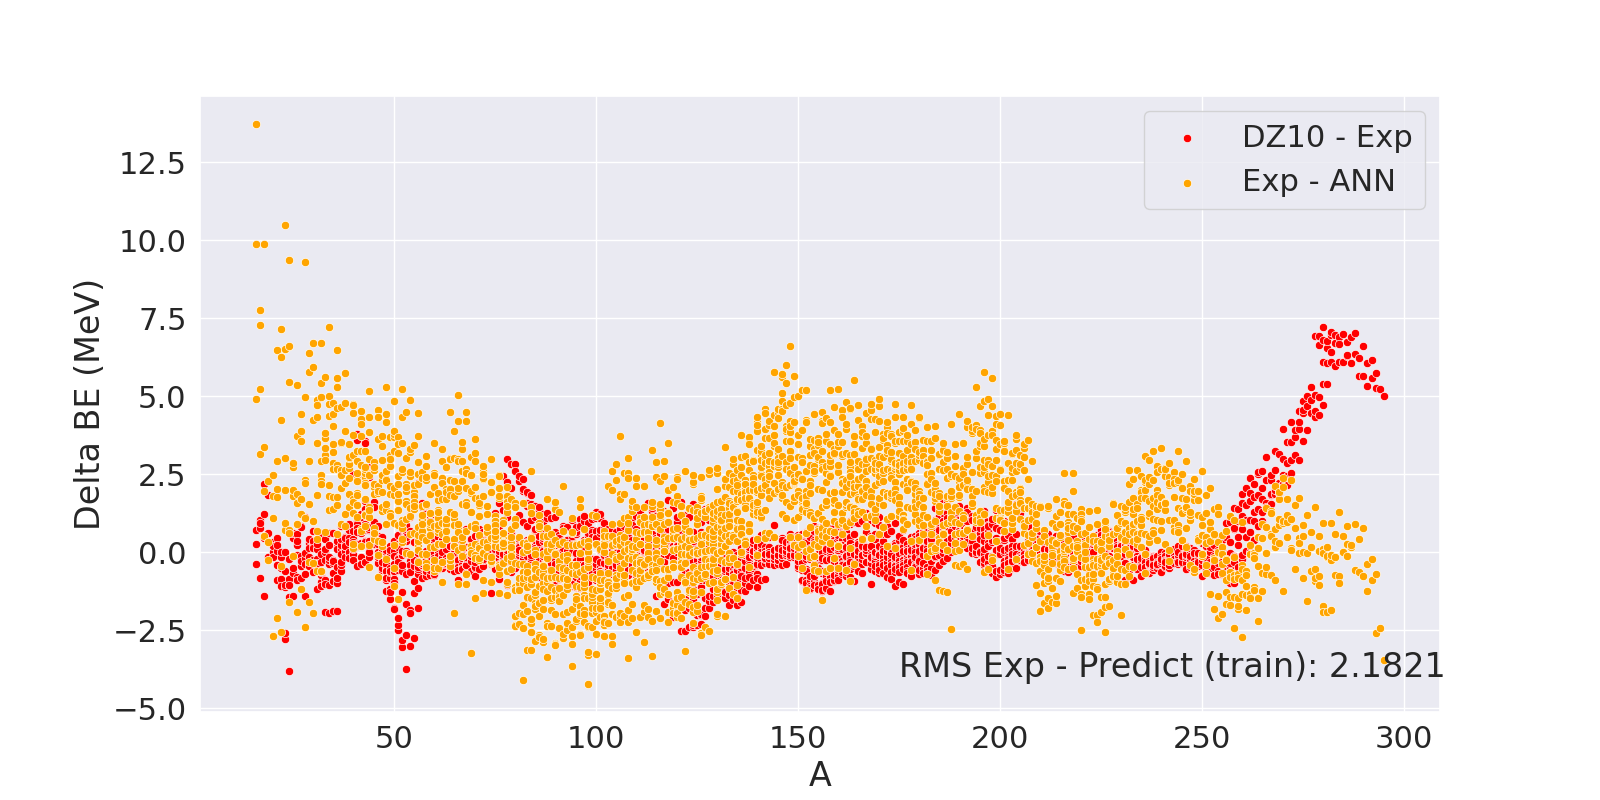 DZ10 - Exp
Exp - ANN
12.5
10.0
7.5
5.0
2.5
0.0
−2.5
−5.0
Delta BE (MeV)
RMS Exp - Predict (train): 2.1821
50 100 150 200 250 300
A